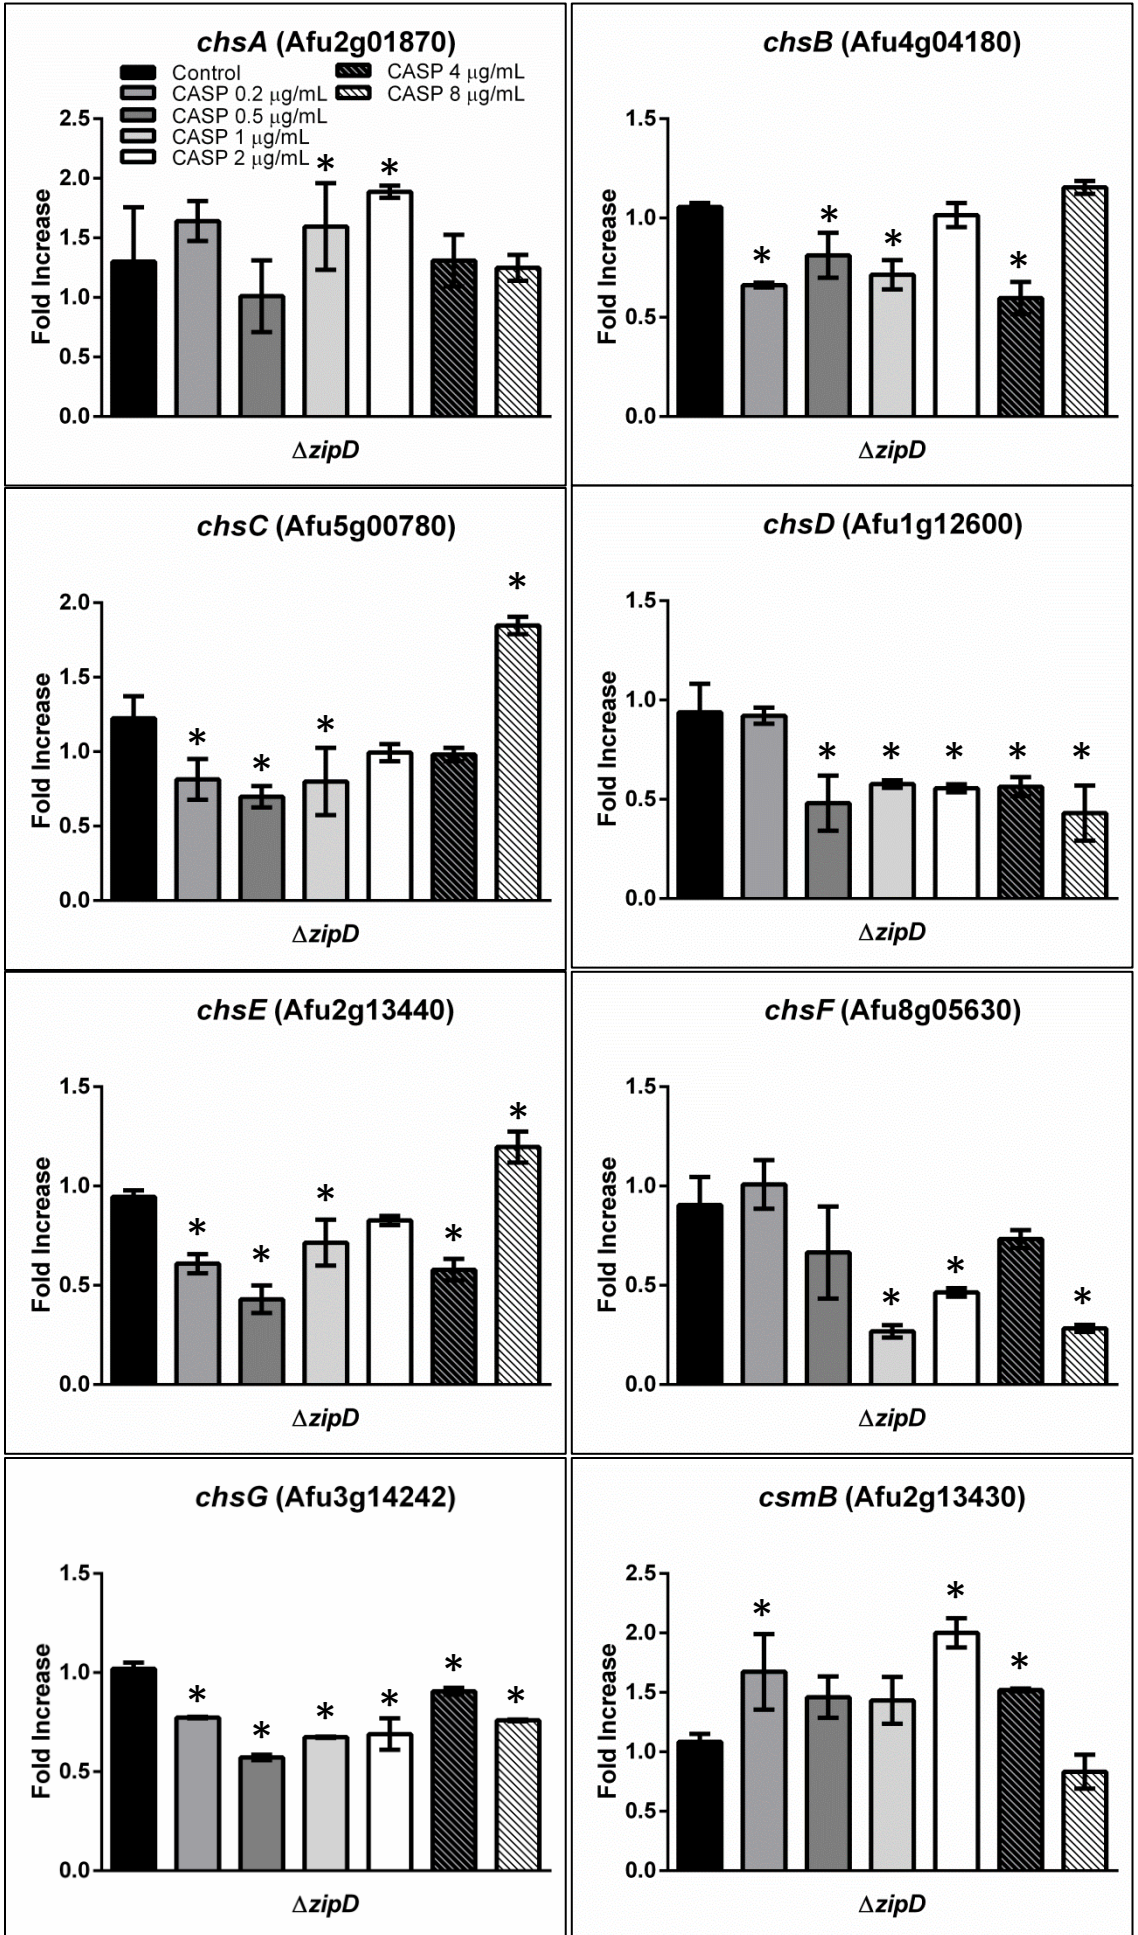 chsA (Afu2g01870)
Control
CASP 0.2 μg/mL
CASP 0.5 μg/mL
CASP 1 μg/mL
CASP 2 μg/mL
CASP 4 μg/mL
CASP 8 μg/mL
Fold Increase
2.5
2.0
1.5
1.0
0.5
0.0
* *
ΔzipD
chsB (Afu4g04180)
Fold Increase
1.5
1.0
0.5
0.0
* * * *
ΔzipD
chsC (Afu5g00780)
Fold Increase
2.0
1.5
1.0
0.5
0.0
* * * *
ΔzipD
chsD (Afu1g12600)
Fold Increase
1.5
1.0
0.5
0.0
* * * * *
ΔzipD
chsE (Afu2g13440)
Fold Increase
1.5
1.0
0.5
0.0
* * * * *
ΔzipD
chsF (Afu8g05630)
Fold Increase
1.5
1.0
0.5
0.0
* * *
ΔzipD
chsG (Afu3g14242)
Fold Increase
1.5
1.0
0.5
0.0
* * * * * *
ΔzipD
csmB (Afu2g13430)
Fold Increase
2.5
2.0
1.5
1.0
0.5
0.0
* * *
ΔzipD